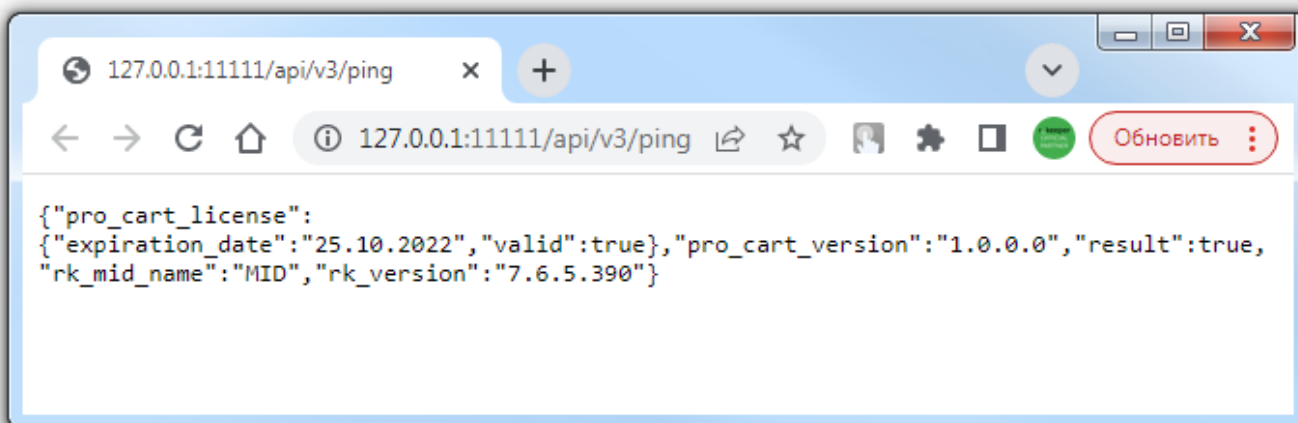 127.0.0.1:11111/api/v3/ping
127.0.0.1:11111/api/v3/ping
Обновить
{"pro_cart_license":
{"expiration_date":"25.10.2022","valid":true},"pro_cart_version":"1.0.0.0","result":true,
"rk_mid_name":"MID","rk_version":"7.6.5.390"}